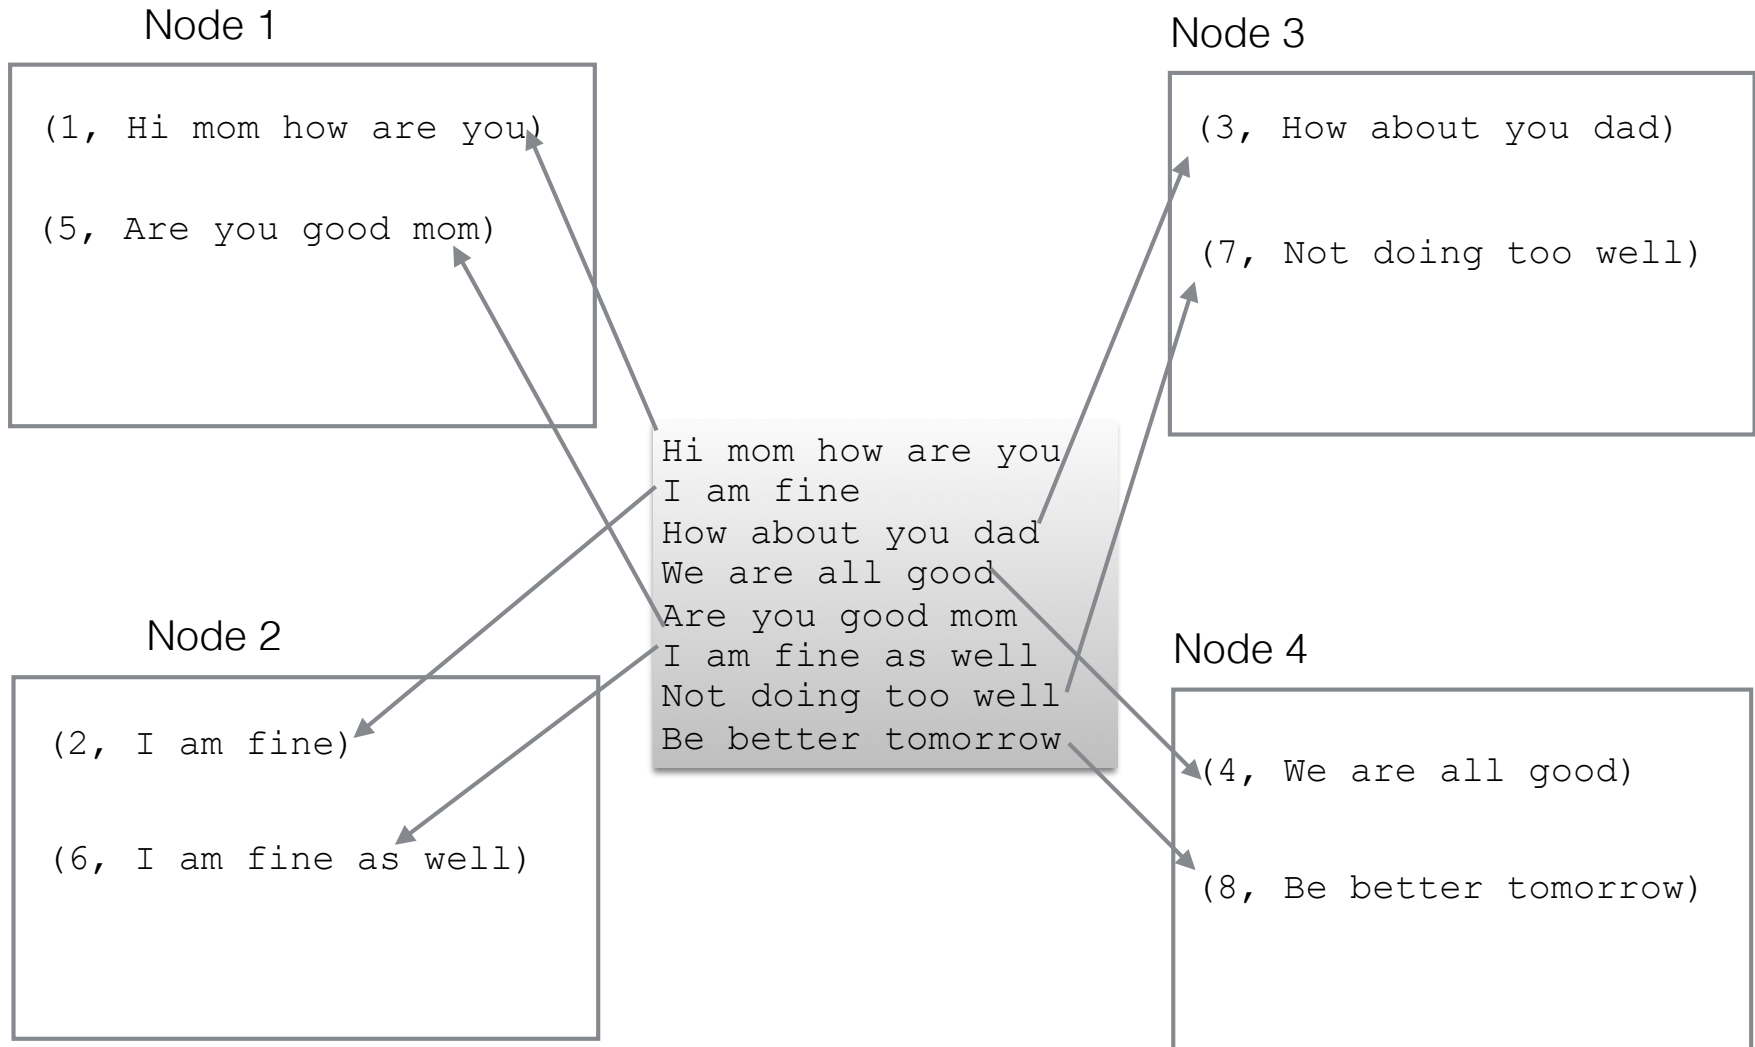 Node 1
(1, Hi mom how are you)
(5, Are you good mom)
Node 3
(3, How about you dad)
(7, Not doing too well)
Hi mom how are you
I am fine
How about you dad
We are all good
Are you good mom
I am fine as well
Not doing too well
Be better tomorrow
Node 2
(2, I am fine)
(6, I am fine as well)
Node 4
(4, We are all good)
(8, Be better tomorrow)